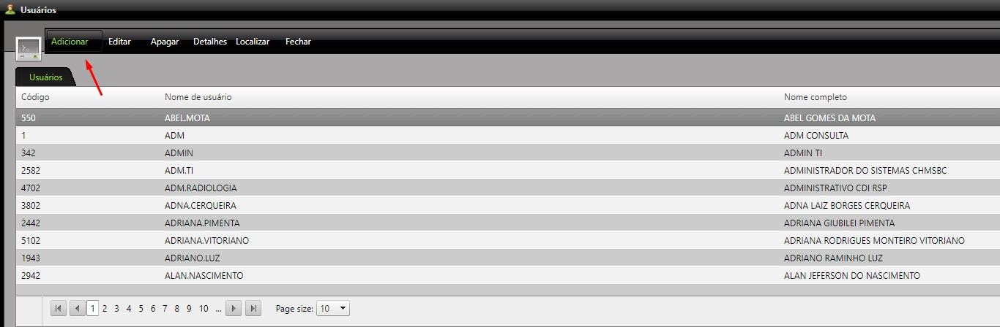 Usuários
Adicionar Editar Apagar Detalhes Localizar Fechar
Usuários
Código Nome de usuário Nome completo
550 ABEL.MOTA ABEL GOMES DA MOTA
1 ADM ADM CONSULTA
342 ADMIN ADMIN TI
2582 ADM.TI ADMINISTRADOR DO SISTEMAS CHMSBC
4702 ADM.RADIOLOGIA ADMINISTRATIVO CDI RSP
3802 ADNA.CERQUEIRA ADNA LAIZ BORGES CERQUEIRA
2442 ADRIANA.PIMENTA ADRIANA GIUBILEI PIMENTA
5102 ADRIANA.VITORIANO ADRIANA RODRIGUES MONTEIRO VITORIANO
1943 ADRIANO.LUZ ADRIANO RAMINHO LUZ
2942 ALAN.NASCIMENTO ALAN JEFERSON DO NASCIMENTO
1 2 3 4 5 6 7 8 9 10 ... Page size: 10